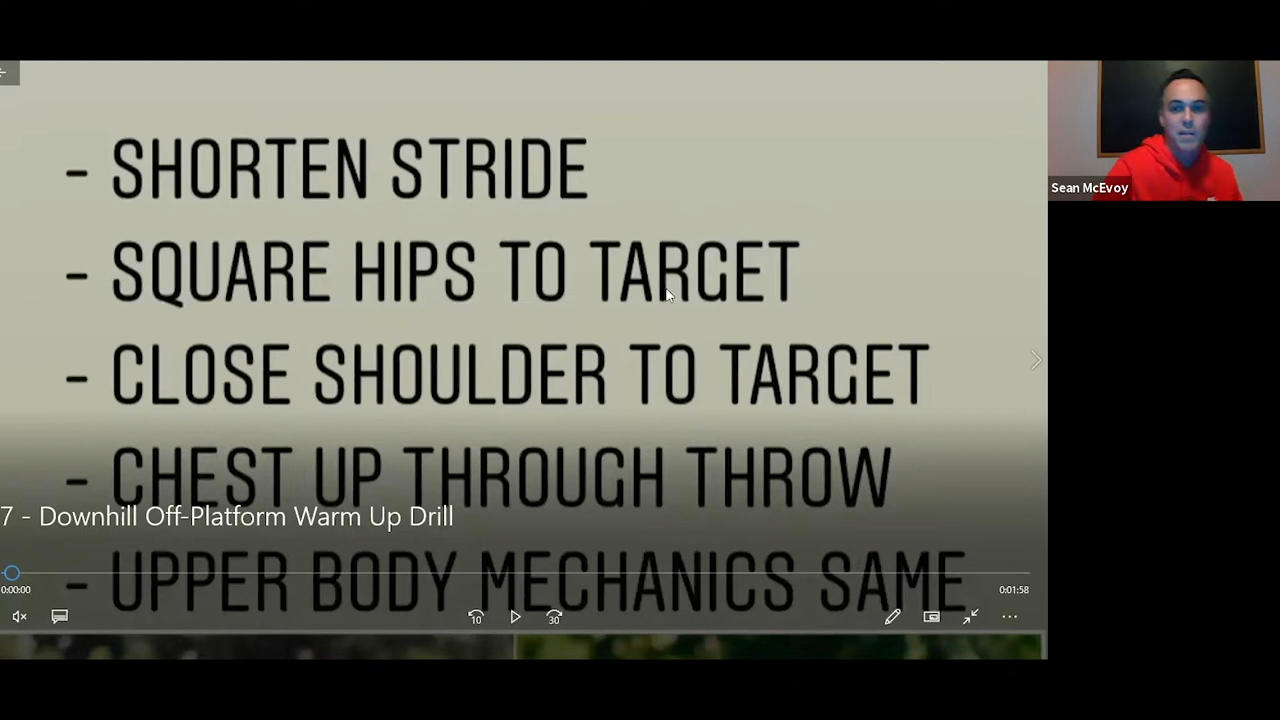 - SHORTEN STRIDE
Sean McEvoy
- SQUARE HIPS TO TARGET
- CLOSE SHOULDER TO TARGET
- CHEST UP THROUGH THROW
7 - Downhill Off-Platform Warm Up Drill
- UPPER BODY MECHANICS SAME
0:00:00
0:01:58
10
30